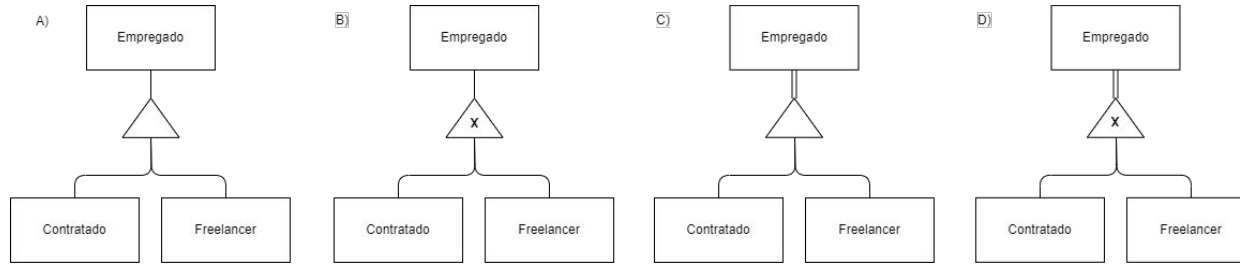 A) B) C) D)
Empregado Empregado Empregado Empregado
X X
Contratado Freelancer Contratado Freelancer Contratado Freelancer Contratado Freelancer